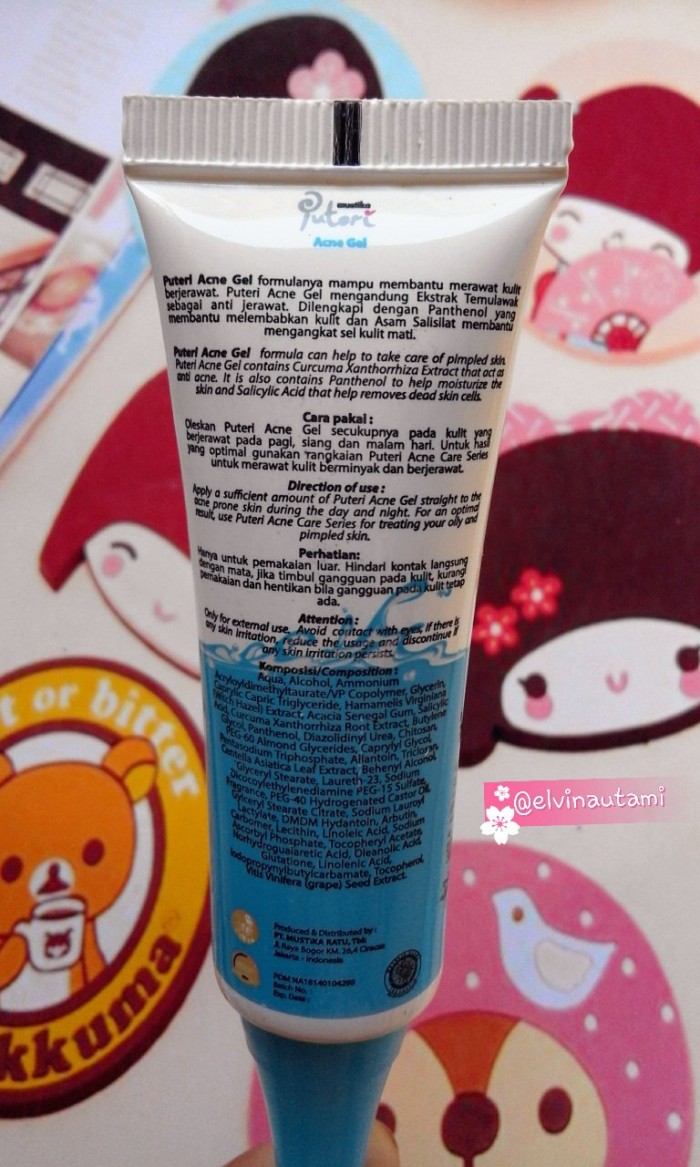 mustika
Puteri
Acne Gel
Puteri Acne Gel formulanya mampu membantu merawat kulit
berjerawat. Puteri Acne Gel mengandung Ekstrak Temulawak
sebagai anti jerawat. Dilengkapi dengan Panthenol yang
membantu melembabkan kulit dan Asam Salisilat membantu
mengangkat sel kulit mati.
Puteri Acne Gel formula can help to take care of pimpled skin.
Puteri Acne Gel contains Curcuma Xanthorrhiza Extract that act as
anti acne. It is also contains Panthenol to help moisturize the
skin and Salicylic Acid that help removes dead skin cells.
Cara pakai :
Oleskan Puteri Acne Gel secukupnya pada kulit yang
berjerawat pada pagi, siang dan malam hari. Untuk hasil
yang optimal gunakan rangkaian Puteri Acne Care Series
untuk merawat kulit berminyak dan berjerawat.
Direction of use :
Apply a sufficient amount of Puteri Acne Gel straight to the
acne prone skin during the day and night. For an optimal
result, use Puteri Acne Care Series for treating your oily and
pimpled skin.
Perhatian:
Hanya untuk pemakaian luar. Hindari kontak langsung
dengan mata, jika timbul gangguan pada kulit, kurangi
pemakaian dan hentikan bila gangguan pada kulit tetap
ada.
Attention :
Only for external use. Avoid contact with eyes, if there is
any skin irritation, reduce the usage and discontinue if
any skin irritation persists.
Komposisi/Composition :
Aqua, Alcohol, Ammonium
Acryloyldimethyltaurate/VP Copolymer, Glycerin,
Caprylic Capric Triglyceride, Hamamelis Virginiana
(Witch Hazel) Extract, Acacia Senegal Gum, Salicylic
Acid, Curcuma Xanthorrhiza Root Extract, Butylene
Glycol, Panthenol, Diazolidinyl Urea, Chitosan,
PEG-60 Almond Glycerides, Caprylyl Glycol,
Pentasodium Triphosphate, Allantoin, Triclosan,
Centella Asiatica Leaf Extract, Behenyl Alcohol,
Glyceryl Stearate, Laureth-23, Sodium
Dicocoylethylenediamine PEG-15 Sulfate,
Fragrance, PEG-40 Hydrogenated Castor Oil,
Glyceryl Stearate Citrate, Sodium Lauroyl
Lactylate, DMDM Hydantoin, Arbutin,
Carbomer, Lecithin, Linoleic Acid, Sodium
Ascorbyl Phosphate, Tocopheryl Acetate,
Norhydroguaiaretic Acid, Oleanolic Acid,
Glutatione, Linolenic Acid,
Iodopropynylbutylcarbamate, Tocopherol,
Vitis Vinifera (grape) Seed Extract.
Produced & Distributed by :
PT. MUSTIKA RATU, Tbk
Jl. Raya Bogor KM. 26,4 Ciracas
Jakarta - Indonesia
POM
Batch No. :
Exp. Date :
@elvinautami
t or bitter
kkuma